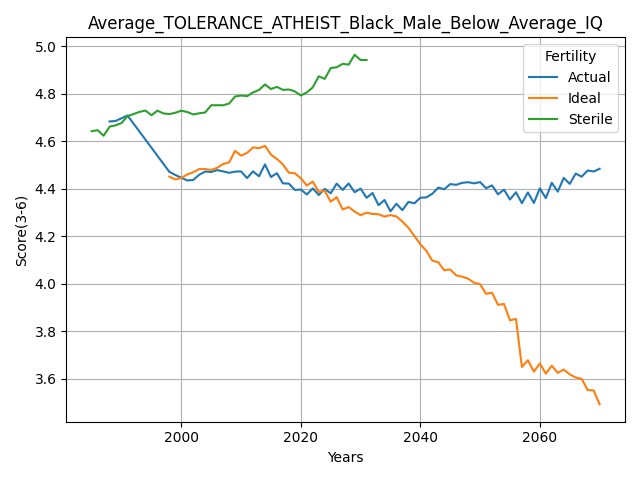 Average_TOLERANCE_ATHEIST_Black_Male_Below_Average_IQ
Fertility
Actual
Ideal
Sterile
Score(3-6)
5.0
4.8
4.6
4.4
4.2
4.0
3.8
3.6
2000 2020 2040 2060
Years